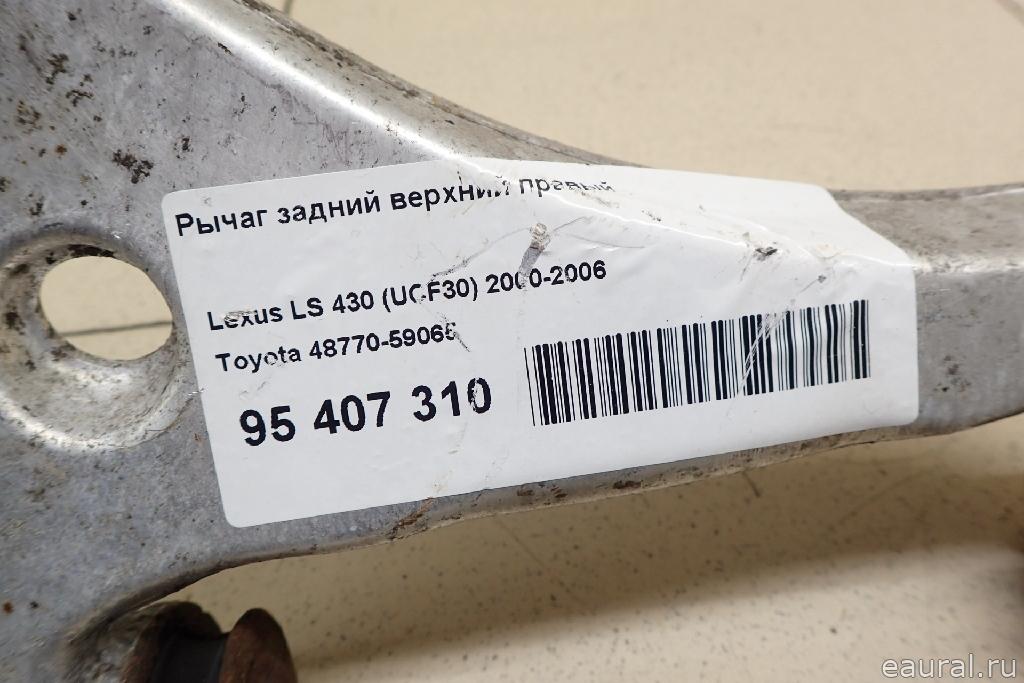 Рычаг задний верхний правый
Lexus LS 430 (UCF30) 2000-2006
Toyota 48770-59065
95 407 310
eaural.ru